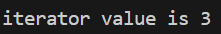 iterator value is 3